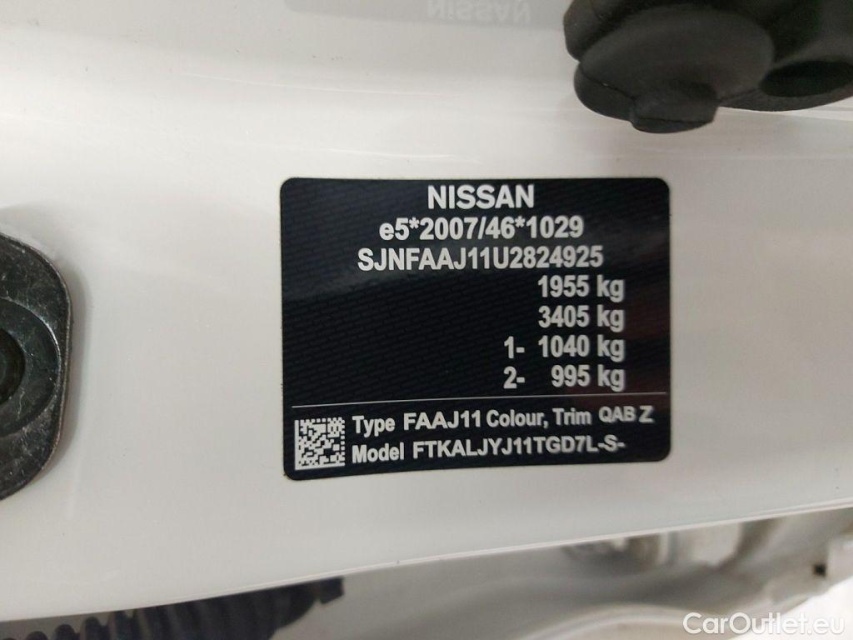 NISSAN
NISSAN
e5*2007/46*1029
SJNFAAJ11U2824925
1955 kg
3405 kg
1- 1040 kg
2- 995 kg
Type FAAJ11 Colour, Trim QAB Z
Model FTKALJYJ11TGD7L-S-
CarOutlet.eu